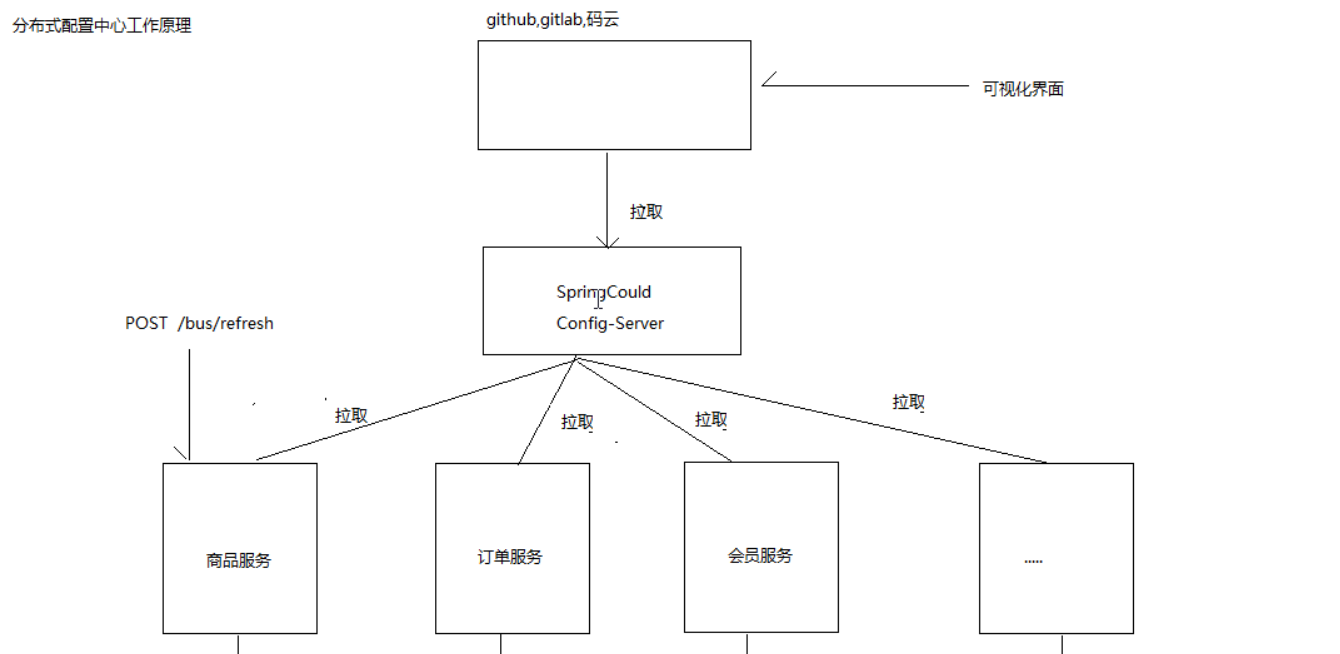 分布式配置中心工作原理
github,gitlab,码云
可视化界面
拉取
SpringCould
Config-Server
POST /bus/refresh
拉取
拉取
拉取
拉取
商品服务
订单服务
会员服务
.....